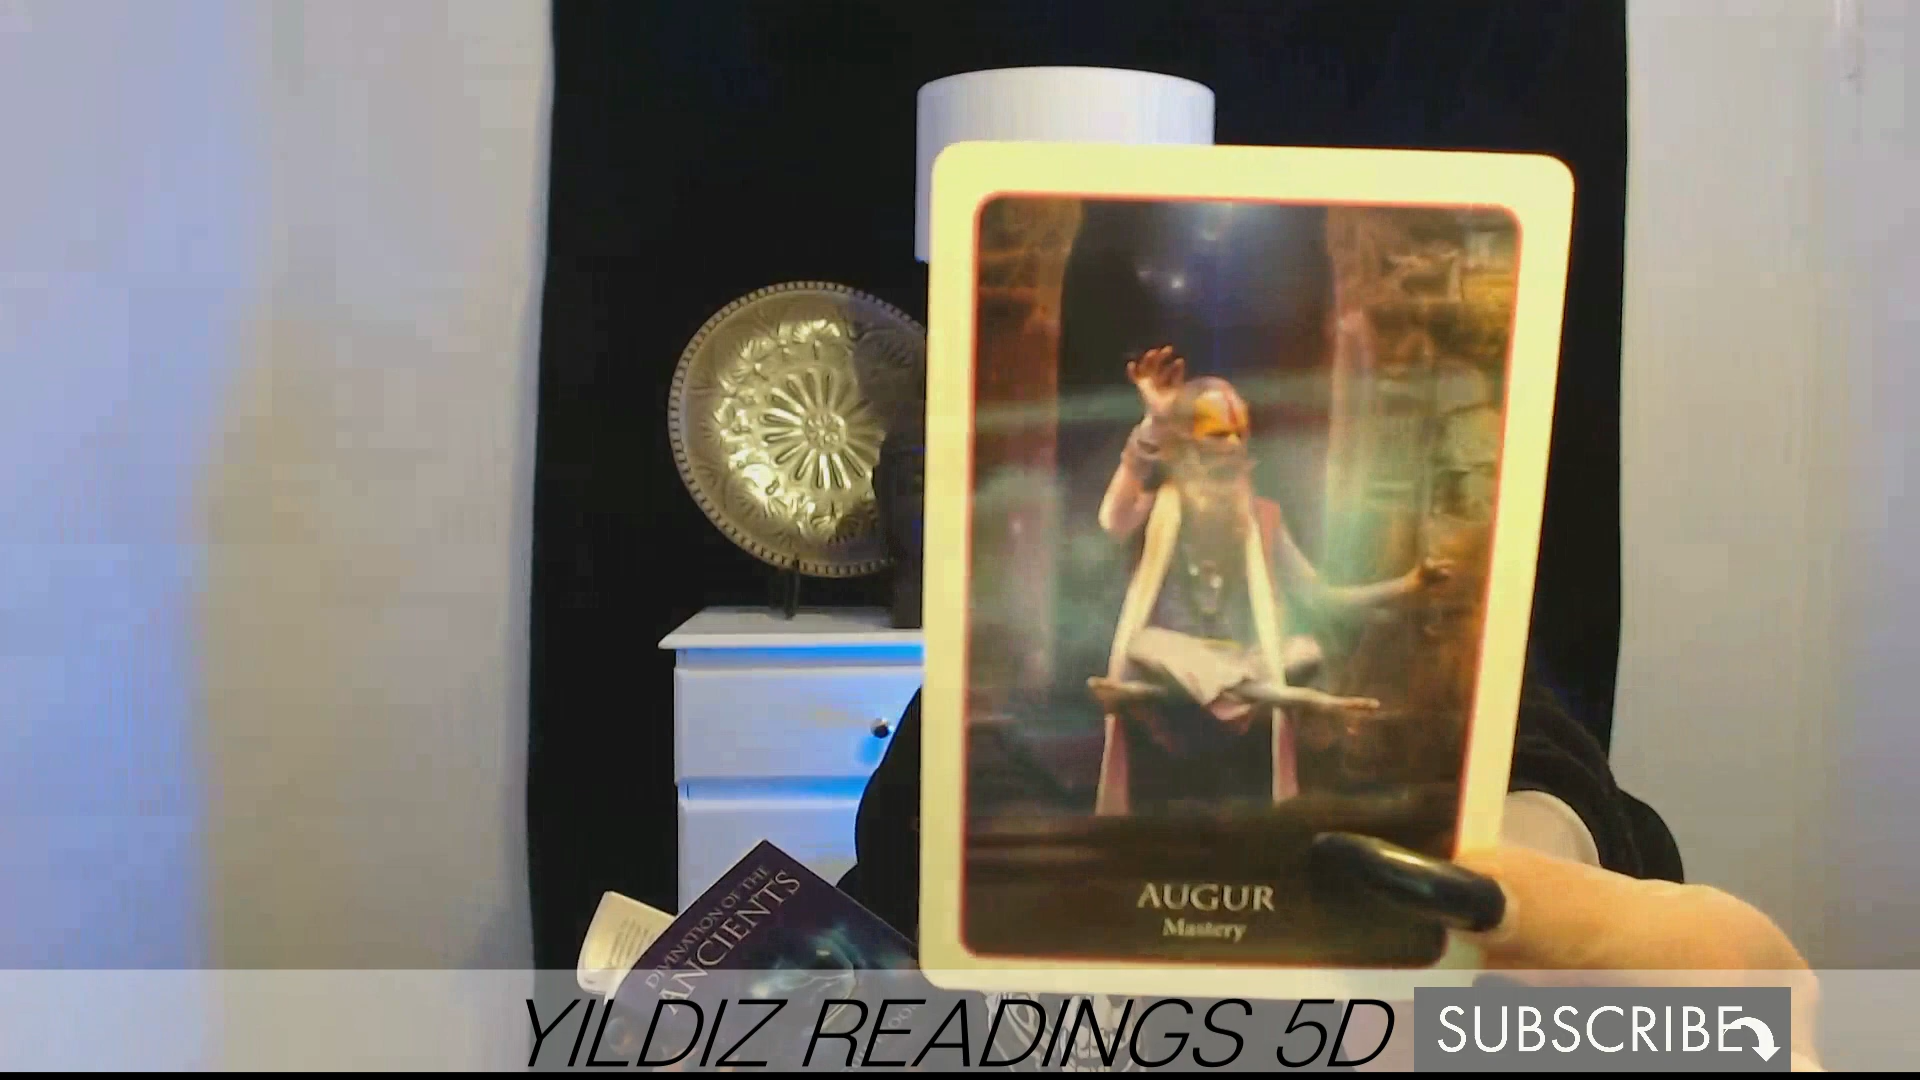 AUGUR
Mastery
DIVINATION OF THE
ANCIENTS
YILDIZ READINGS 5D
SUBSCRIBE